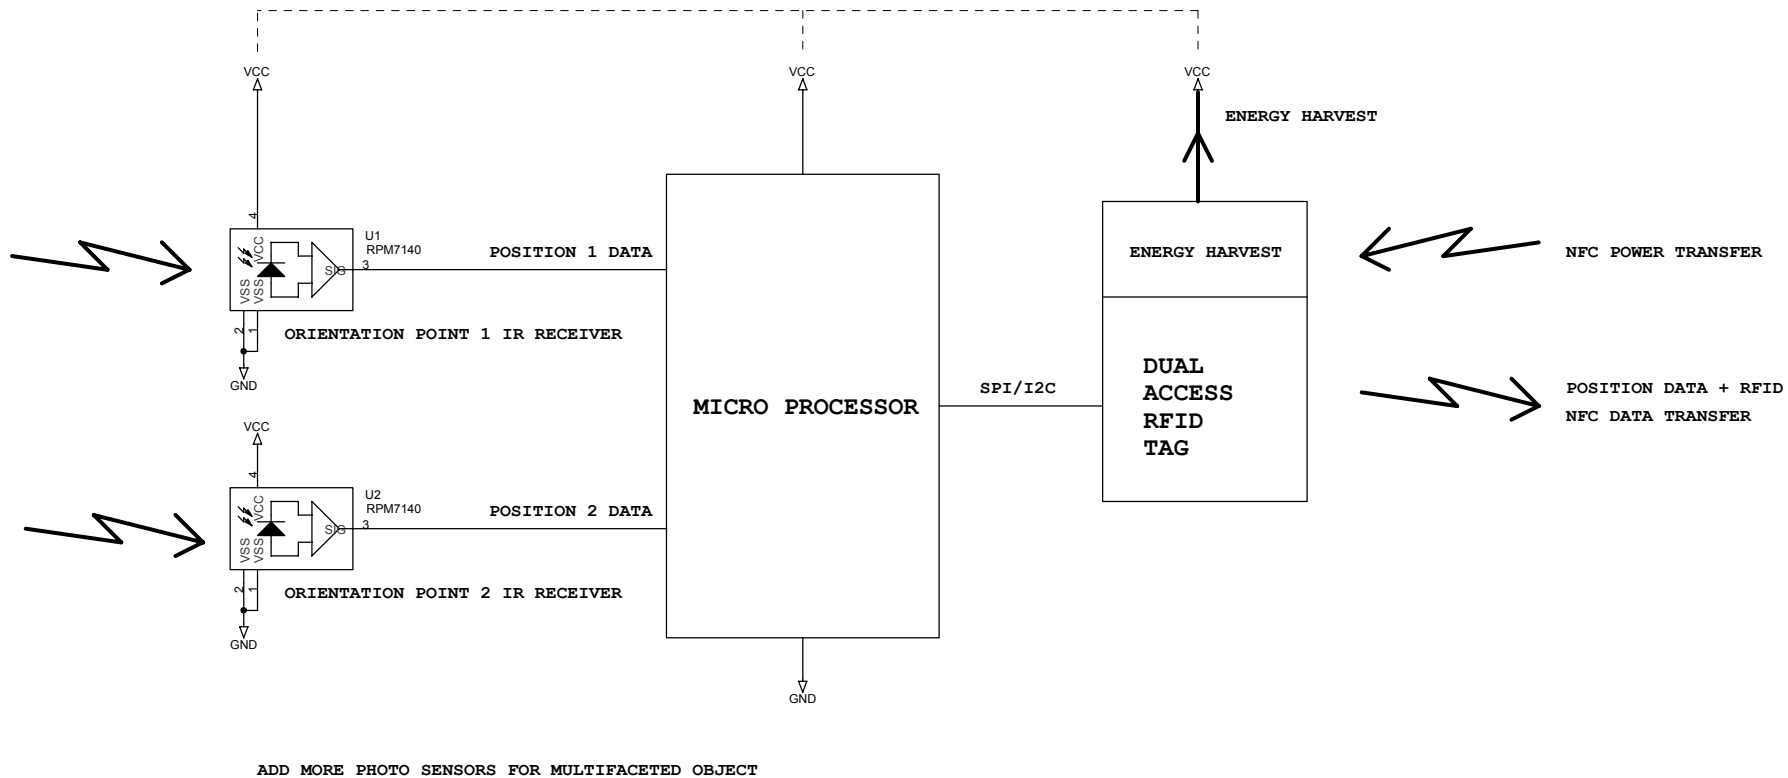 VCC
VCC
VCC
ENERGY HARVEST
4
U1
RPM7140
VCC
SIG
3
VSS
VSS
2
1
POSITION 1 DATA
ORIENTATION POINT 1 IR RECEIVER
GND
ENERGY HARVEST
NFC POWER TRANSFER
DUAL
ACCESS
RFID
TAG
SPI/I2C
MICRO PROCESSOR
POSITION DATA + RFID
NFC DATA TRANSFER
VCC
4
U2
RPM7140
VCC
SIG
3
VSS
VSS
2
1
POSITION 2 DATA
ORIENTATION POINT 2 IR RECEIVER
GND
GND
ADD MORE PHOTO SENSORS FOR MULTIFACETED OBJECT